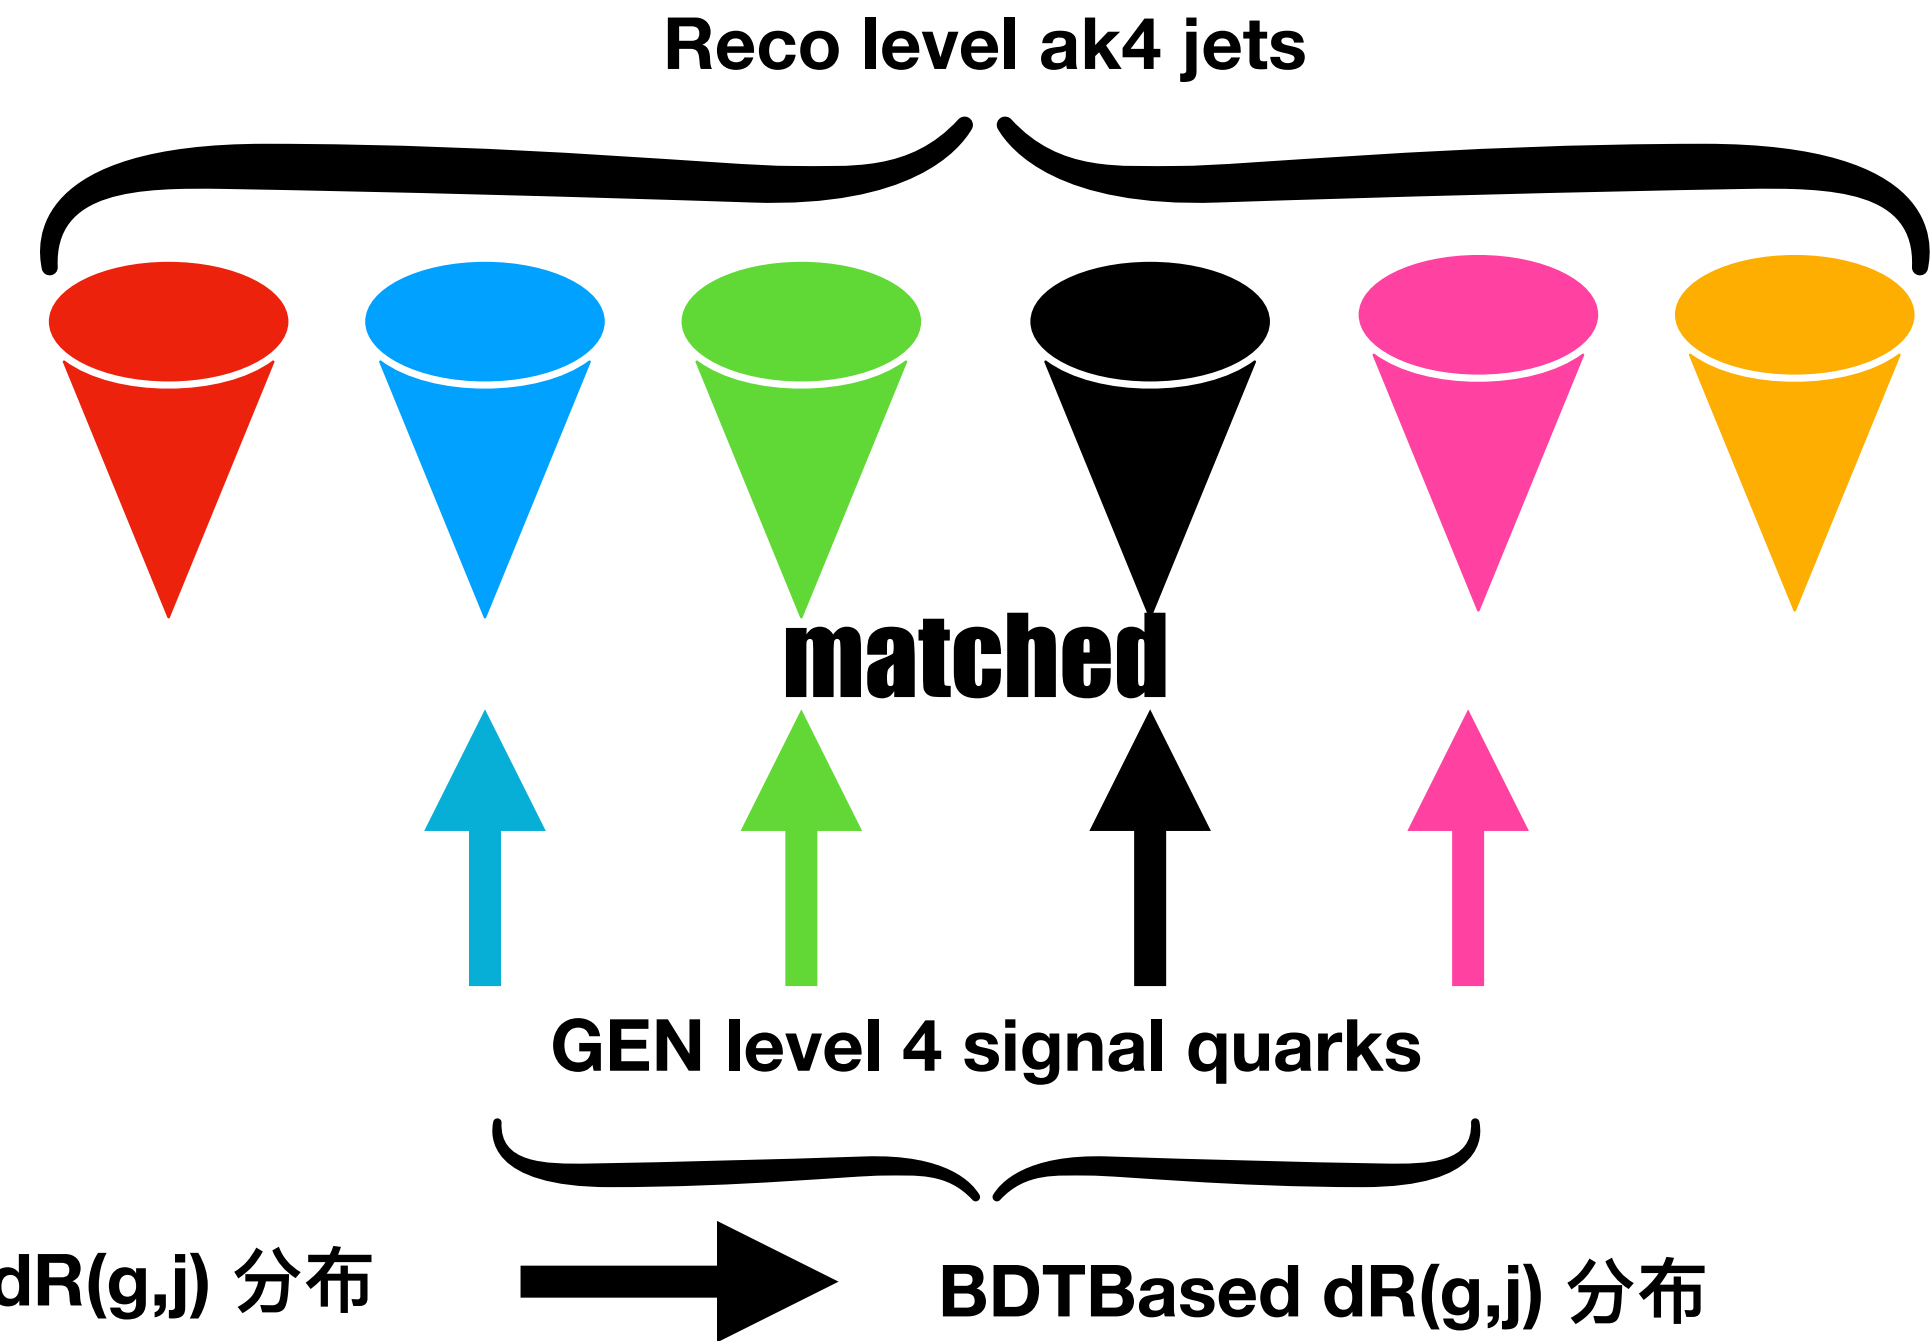 Reco level ak4 jets
matched
GEN level 4 signal quarks
dR(g,j) 分布
BDTBased dR(g,j) 分布